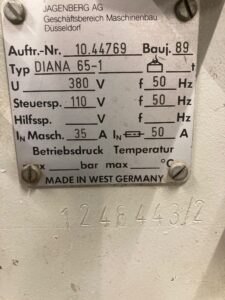 JAGENBERG AG
Geschäftsbereich Maschinenbau
Dusseldorf
Auftr.-Nr. 10.44769 Bauj. 89
Typ DIANA 65-1 t
U 380 V f 50 Hz
Steuersp. 110 V f 50 Hz
Hilfssp. V f Hz
IN Masch. 35 A IN 50 A
Betriebsdruck Temperatur
max bar max °C
MADE IN WEST GERMANY
1248443/2